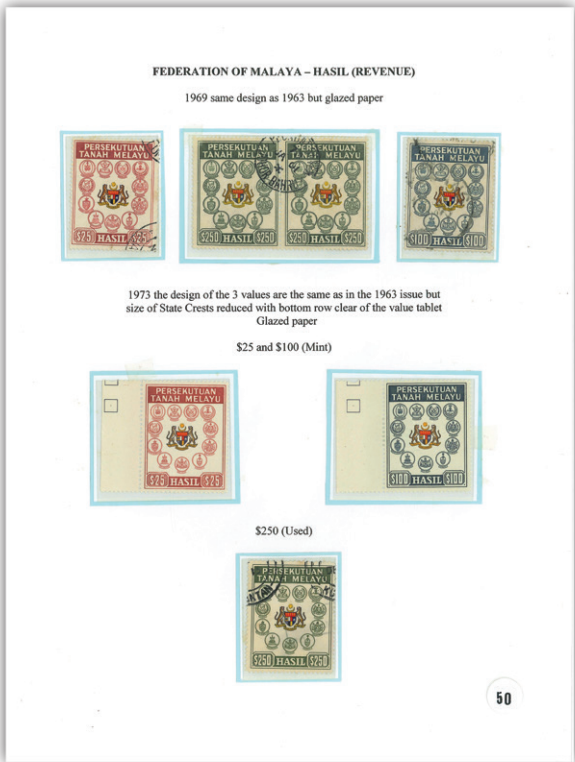 FEDERATION OF MALAYA – HASIL (REVENUE)
1969 same design as 1963 but glazed paper
PERSEKUTUAN
TANAH MELAYU
$25 HASIL $25
PERSEKUTUAN
TANAH MELAYU
$250 HASIL $250
PERSEKUTUAN
TANAH MELAYU
$250 HASIL $250
PERSEKUTUAN
TANAH MELAYU
$100 HASIL $100
1973 the design of the 3 values are the same as in the 1963 issue but
size of State Crests reduced with bottom row clear of the value tablet
Glazed paper
$25 and $100 (Mint)
PERSEKUTUAN
TANAH MELAYU
$25 HASIL $25
PERSEKUTUAN
TANAH MELAYU
$100 HASIL $100
$250 (Used)
PERSEKUTUAN
TANAH MELAYU
$250 HASIL $250
50